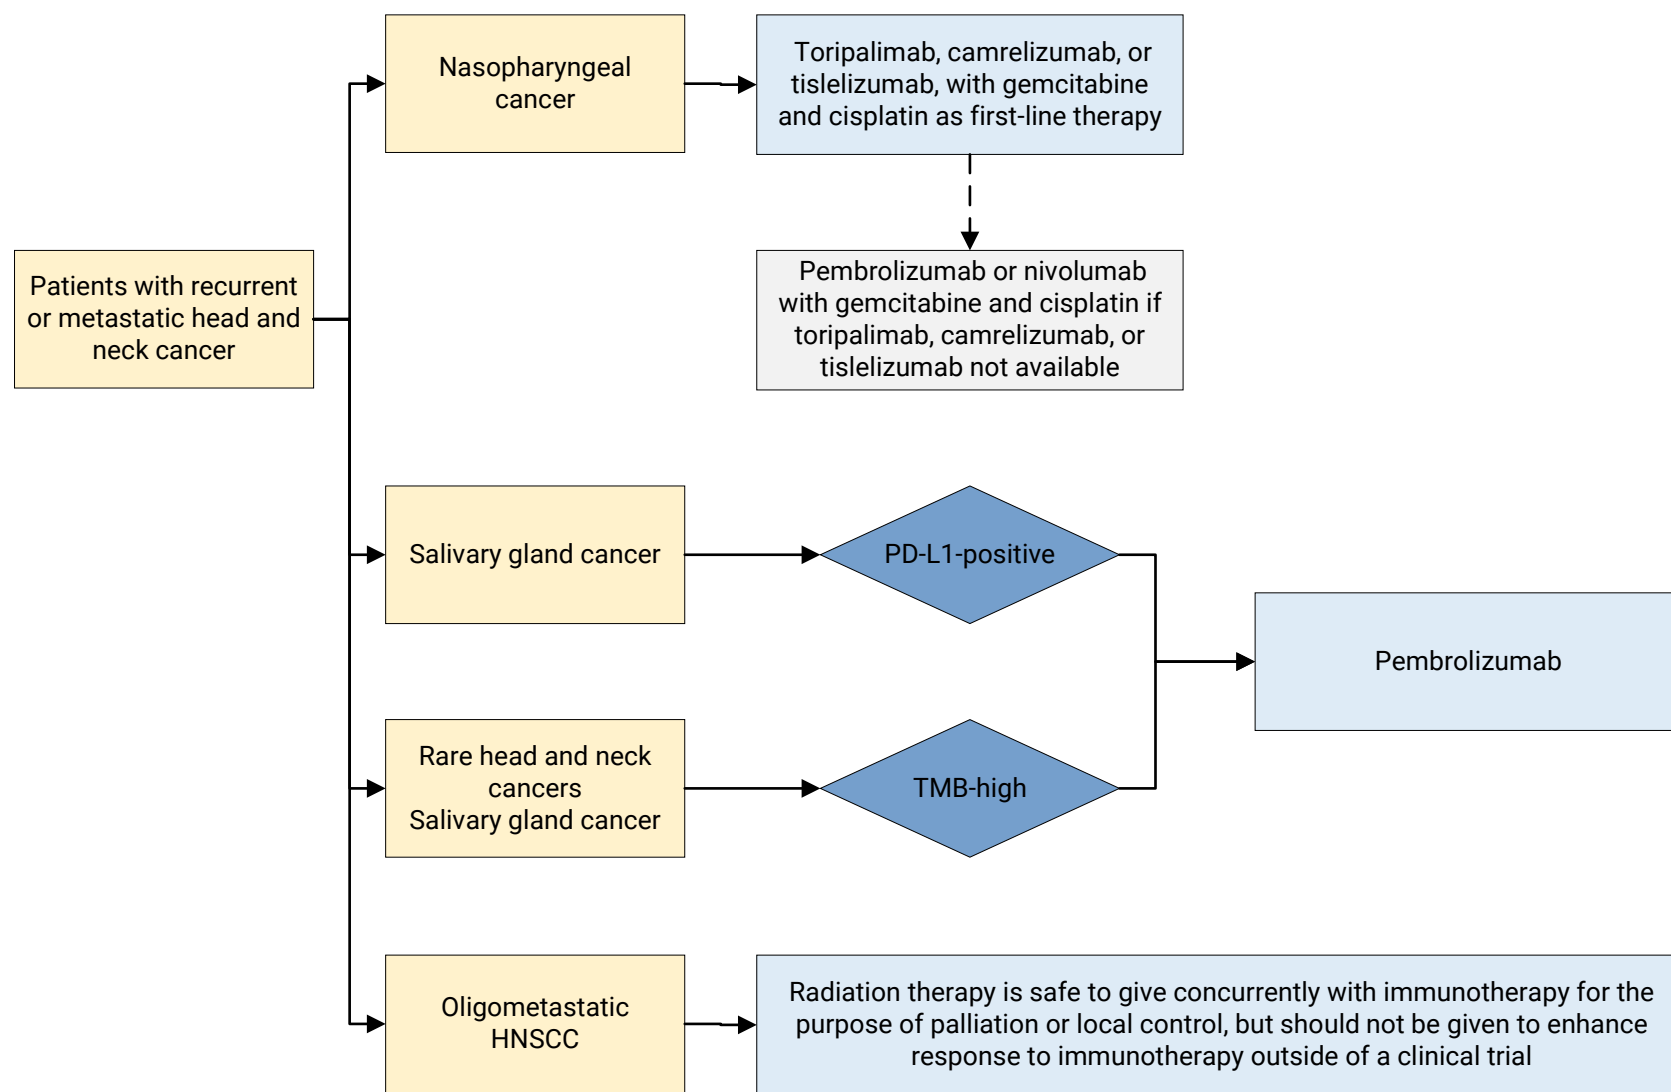 Patients with recurrent
or metastatic head and
neck cancer
Nasopharyngeal
cancer
Toripalimab, camrelizumab, or
tislelizumab, with gemcitabine
and cisplatin as first-line therapy
Pembrolizumab or nivolumab
with gemcitabine and cisplatin if
toripalimab, camrelizumab, or
tislelizumab not available
Salivary gland cancer
PD-L1-positive
Rare head and neck
cancers
Salivary gland cancer
TMB-high
Pembrolizumab
Oligometastatic
HNSCC
Radiation therapy is safe to give concurrently with immunotherapy for the
purpose of palliation or local control, but should not be given to enhance
response to immunotherapy outside of a clinical trial